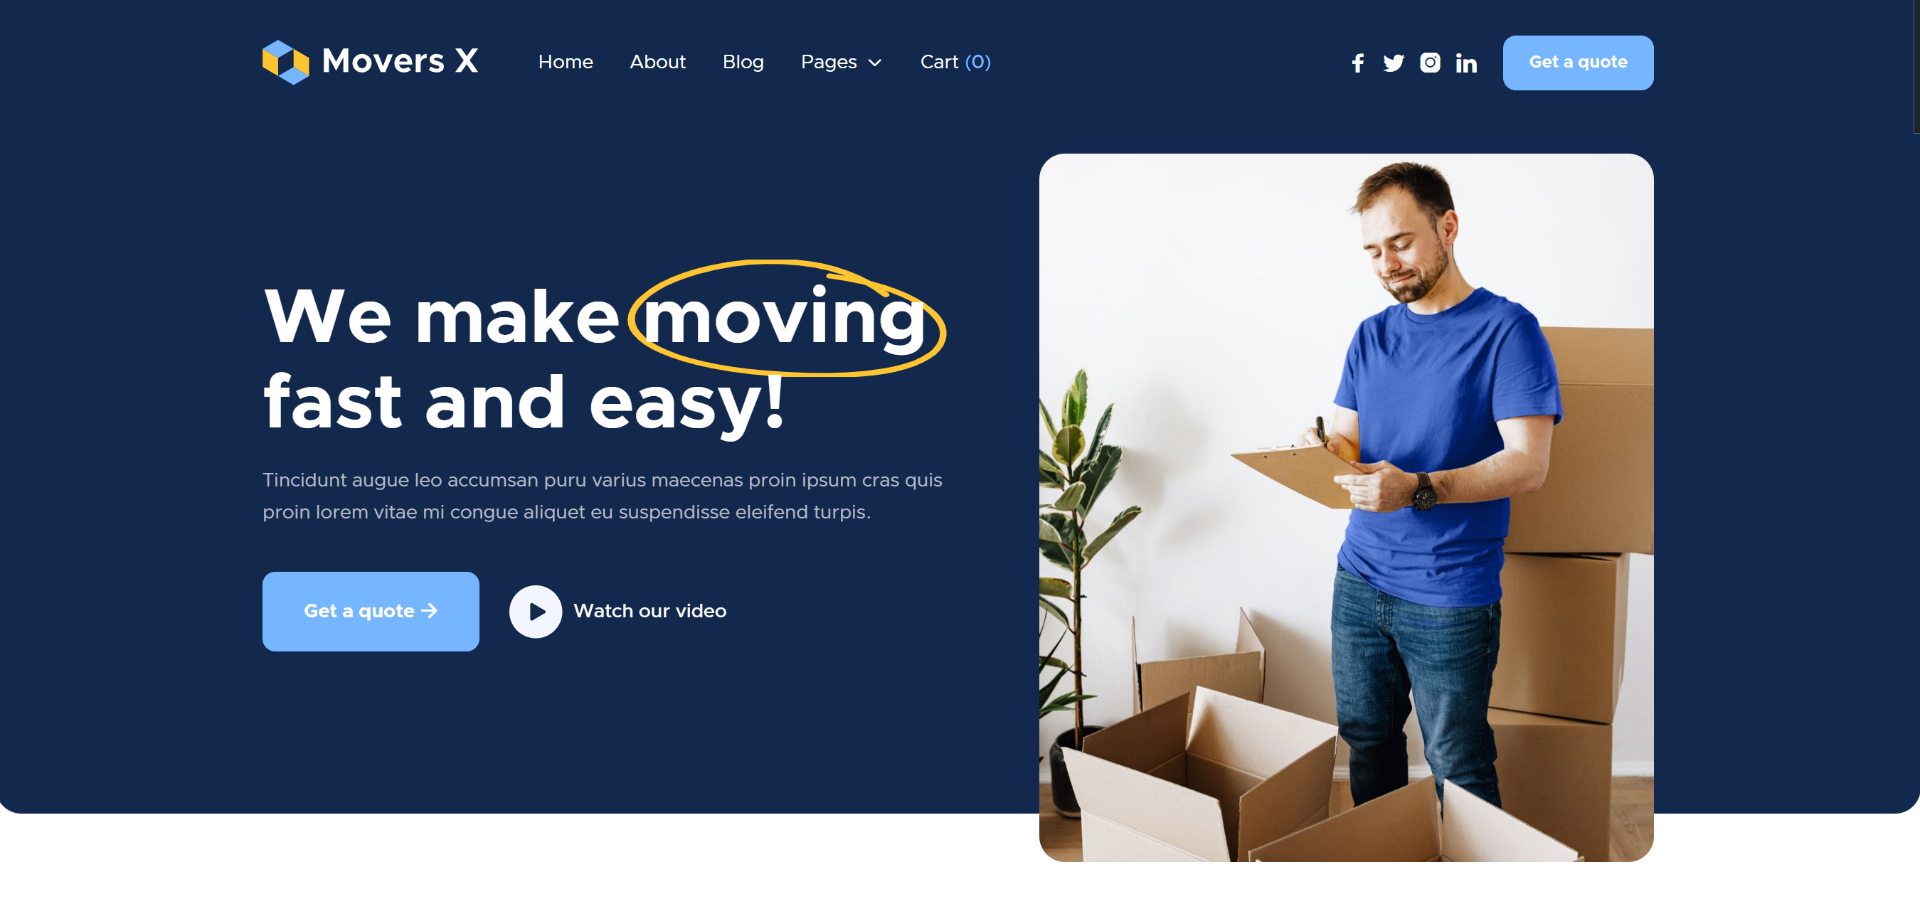 Movers X
Home About Blog Pages Cart (0)
Get a quote
We make moving
fast and easy!
Tincidunt augue leo accumsan puru varius maecenas proin ipsum cras quis
proin lorem vitae mi congue aliquet eu suspendisse eleifend turpis.
Get a quote →
Watch our video